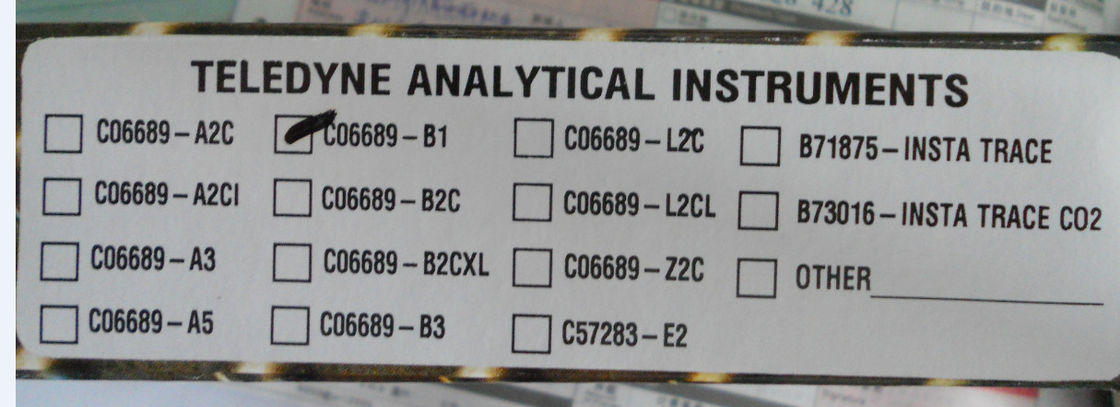 428
TELEDYNE ANALYTICAL INSTRUMENTS
C06689-A2C
C06689-B1
C06689-L2C
B71875-INSTA TRACE
C06689-A2CI
C06689-B2C
C06689-L2CL
B73016-INSTA TRACE CO2
C06689-A3
C06689-B2CXL
C06689-Z2C
OTHER
C06689-A5
C06689-B3
C57283-E2